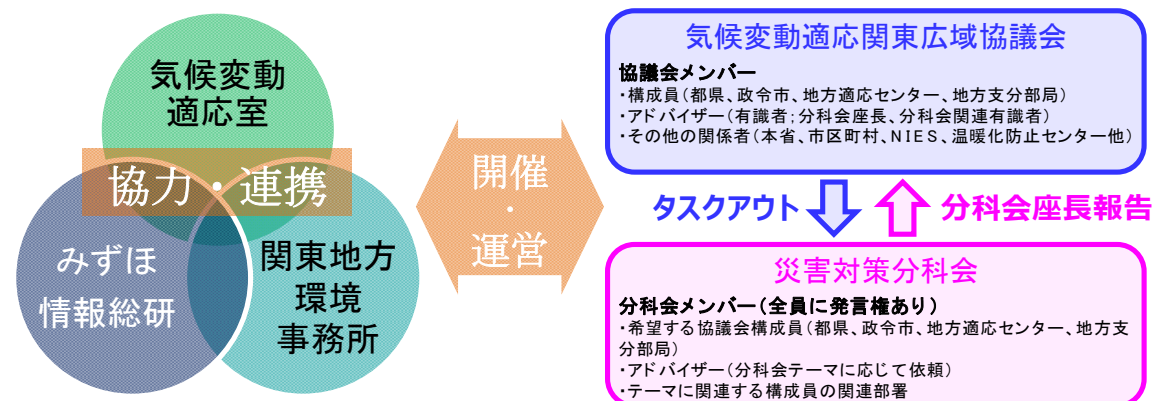 気候変動
適応室
協力・連携
みずほ
情報総研
関東地方
環境
事務所
開催
・
運営
気候変動適応関東広域協議会
協議会メンバー
・構成員(都県、政令市、地方適応センター、地方支分部局)
・アドバイザー(有識者;分科会座長、分科会関連有識者)
・その他の関係者(本省、市区町村、NIES、温暖化防止センター他)
タスクアウト
分科会座長報告
災害対策分科会
分科会メンバー(全員に発言権あり)
・希望する協議会構成員(都県、政令市、地方適応センター、地方支
分部局)
・アドバイザー(分科会テーマに応じて依頼)
・テーマに関連する構成員の関連部署